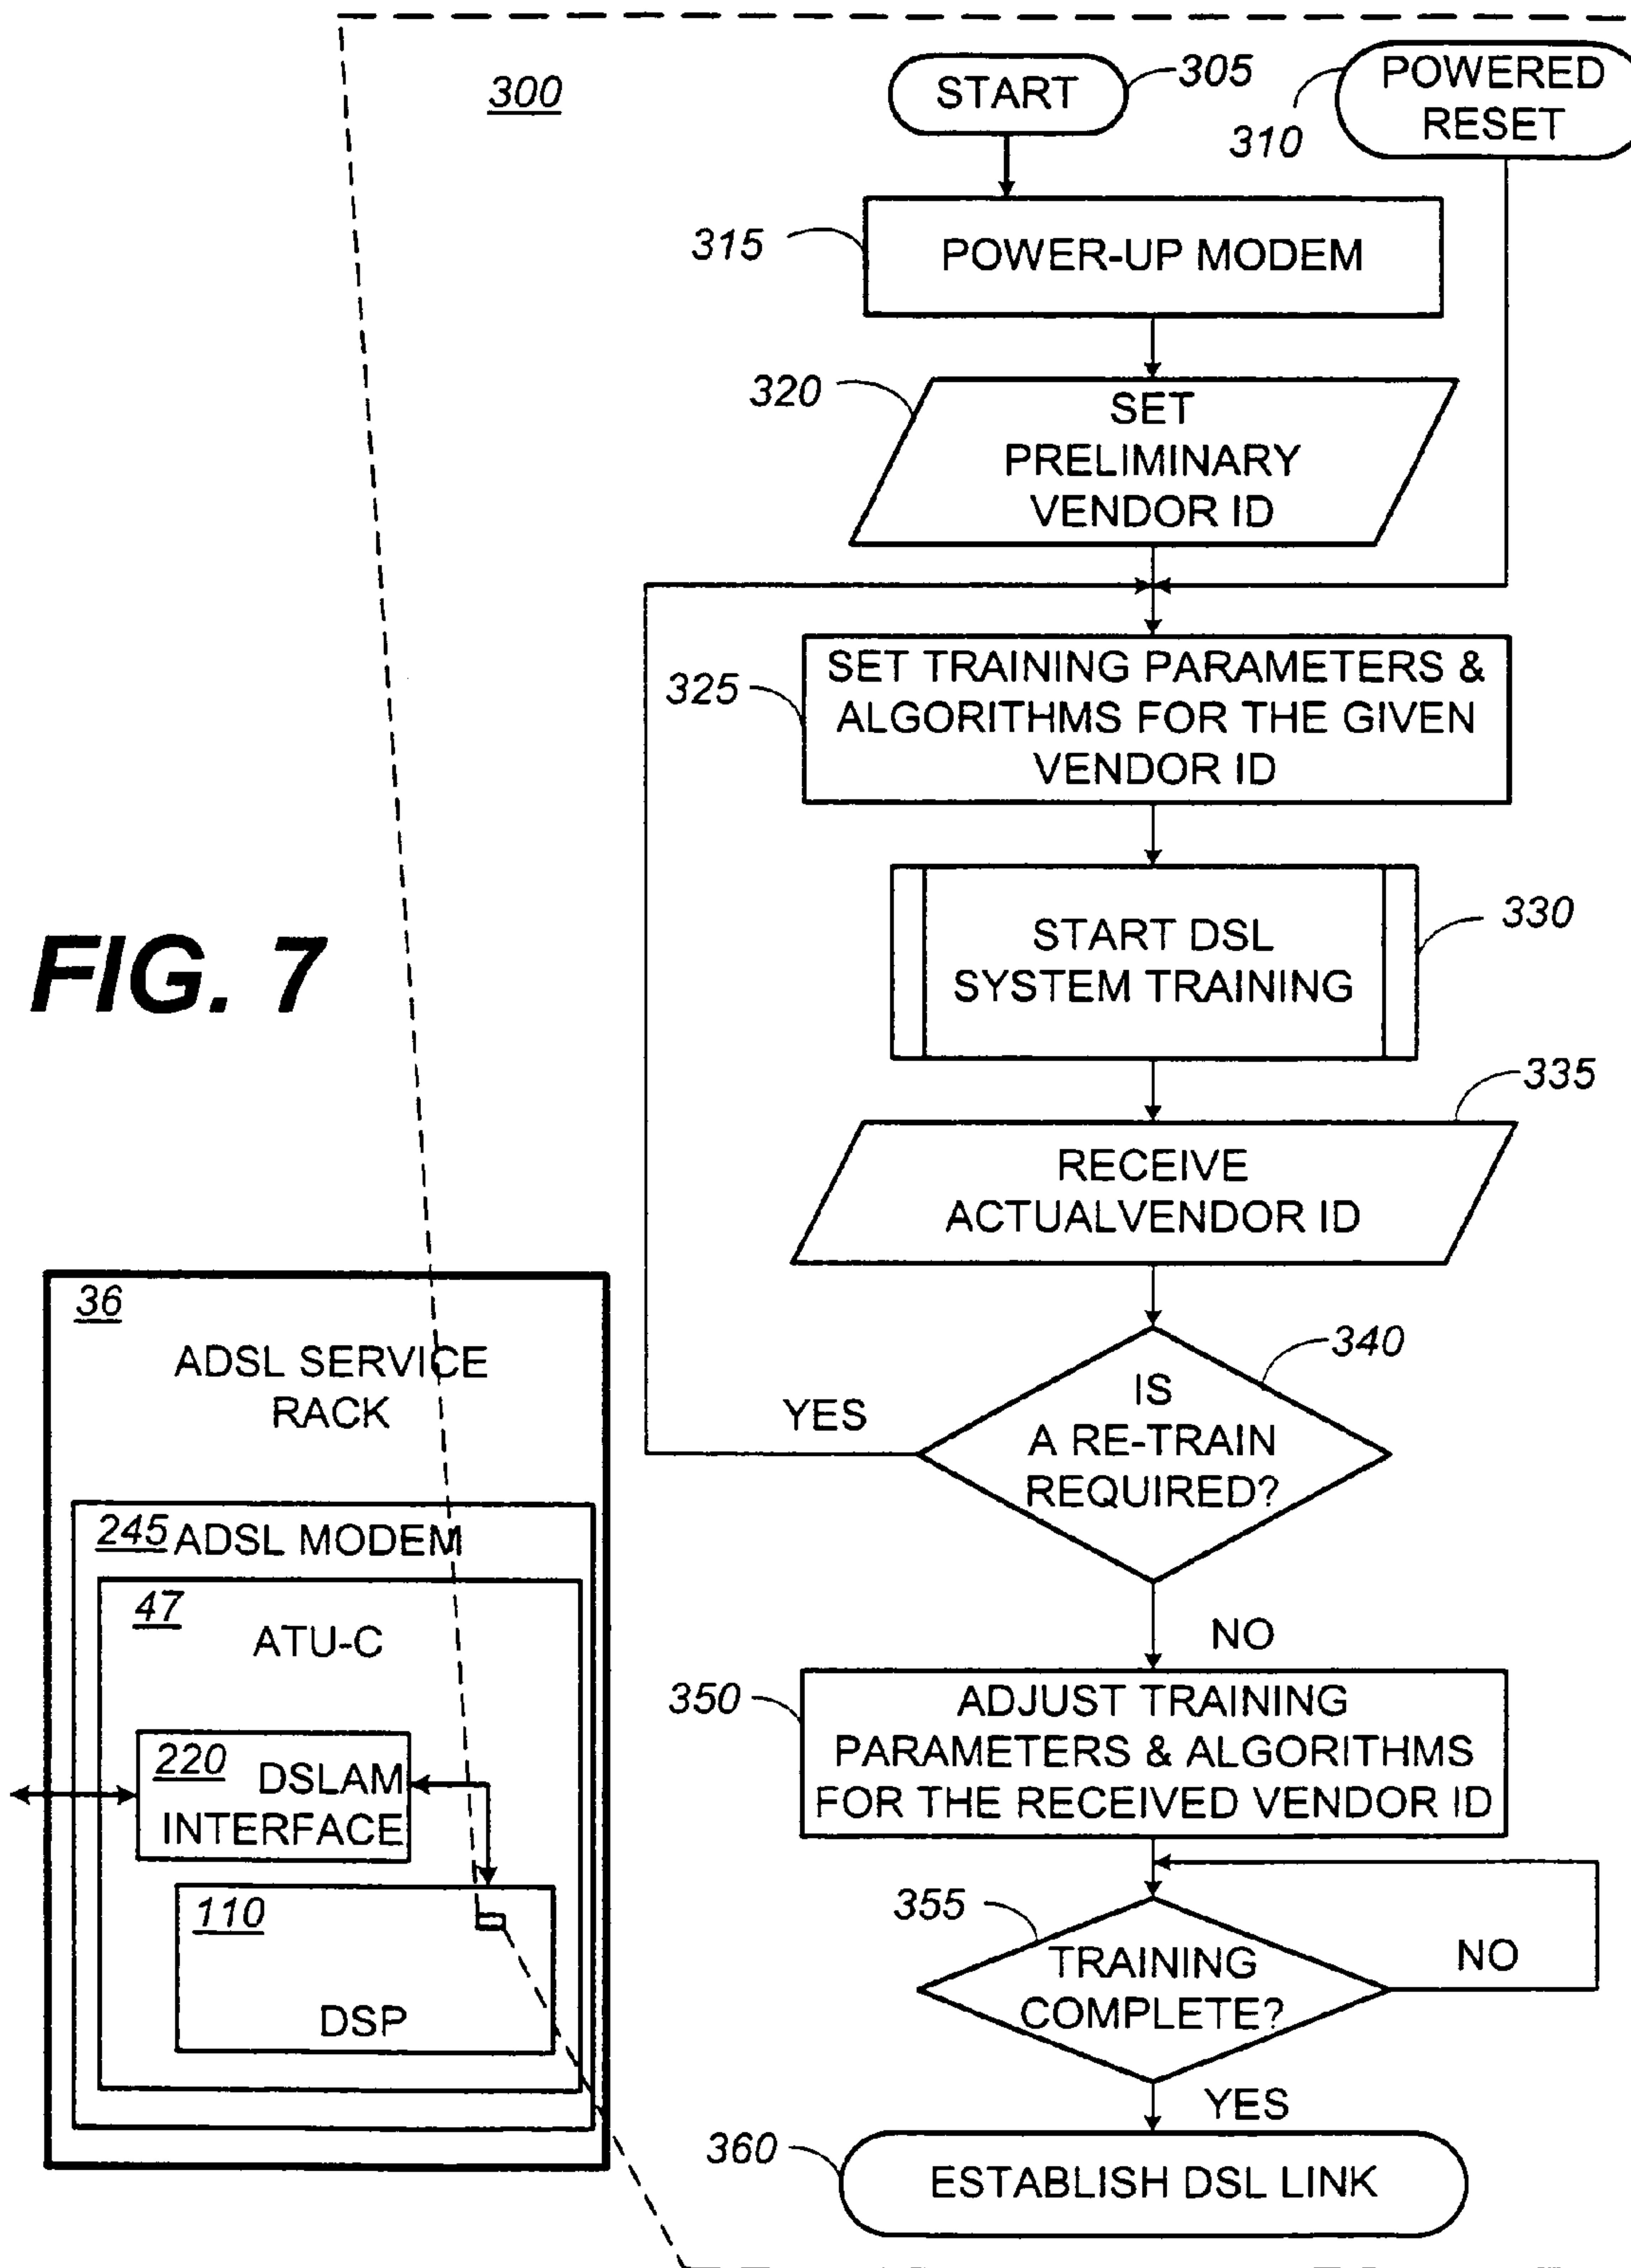 300
START
305
POWERED
RESET
310
315
POWER-UP MODEM
320
SET
PRELIMINARY
VENDOR ID
325
SET TRAINING PARAMETERS &
ALGORITHMS FOR THE GIVEN
VENDOR ID
330
START DSL
SYSTEM TRAINING
FIG. 7
335
RECEIVE
ACTUALVENDOR ID
340
IS
A RE-TRAIN
REQUIRED?
YES
NO
350
ADJUST TRAINING
PARAMETERS & ALGORITHMS
FOR THE RECEIVED VENDOR ID
355
TRAINING
COMPLETE?
NO
YES
360
ESTABLISH DSL LINK
36
ADSL SERVICE
RACK
245 ADSL MODEM
47
ATU-C
220 DSLAM
INTERFACE
110
DSP